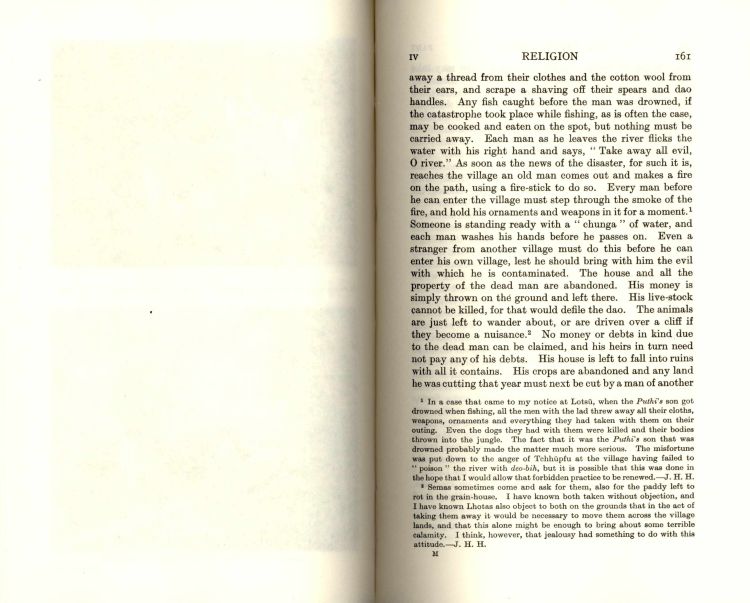 IV RELIGION 161
away a thread from their clothes and the cotton wool from
their ears, and scrape a shaving off their spears and dao
handles. Any fish caught before the man was drowned, if
the catastrophe took place while fishing, as is often the case,
may be cooked and eaten on the spot, but nothing must be
carried away. Each man as he leaves the river flicks the
water with his right hand and says, “ Take away all evil,
O river.” As soon as the news of the disaster, for such it is,
reaches the village an old man comes out and makes a fire
on the path, using a fire-stick to do so. Every man before
he can enter the village must step through the smoke of the
fire, and hold his ornaments and weapons in it for a moment.¹
Someone is standing ready with a “ chunga ” of water, and
each man washes his hands before he passes on. Even a
stranger from another village must do this before he can
enter his own village, lest he should bring with him the evil
with which he is contaminated. The house and all the
property of the dead man are abandoned. His money is
simply thrown on the ground and left there. His live-stock
cannot be killed, for that would defile the dao. The animals
are just left to wander about, or are driven over a cliff if
they become a nuisance.² No money or debts in kind due
to the dead man can be claimed, and his heirs in turn need
not pay any of his debts. His house is left to fall into ruins
with all it contains. His crops are abandoned and any land
he was cutting that year must next be cut by a man of another
¹ In a case that came to my notice at Lotsü, when the Puthi's son got
drowned when fishing, all the men with the lad threw away all their cloths,
weapons, ornaments and everything they had taken with them on their
outing. Even the dogs they had with them were killed and their bodies
thrown into the jungle. The fact that it was the Puthi's son that was
drowned probably made the matter much more serious. The misfortune
was put down to the anger of Tchhüpfu at the village having failed to
“ poison ” the river with deo-bih, but it is possible that this was done in
the hope that I would allow that forbidden practice to be renewed.—J. H. H.
² Semas sometimes come and ask for them, also for the paddy left to
rot in the grain-house. I have known both taken without objection, and
I have known Lhotas also object to both on the grounds that in the act of
taking them away it would be necessary to move them across the village
lands, and that this alone might be enough to bring about some terrible
calamity. I think, however, that jealousy had something to do with this
attitude.—J. H. H.
M